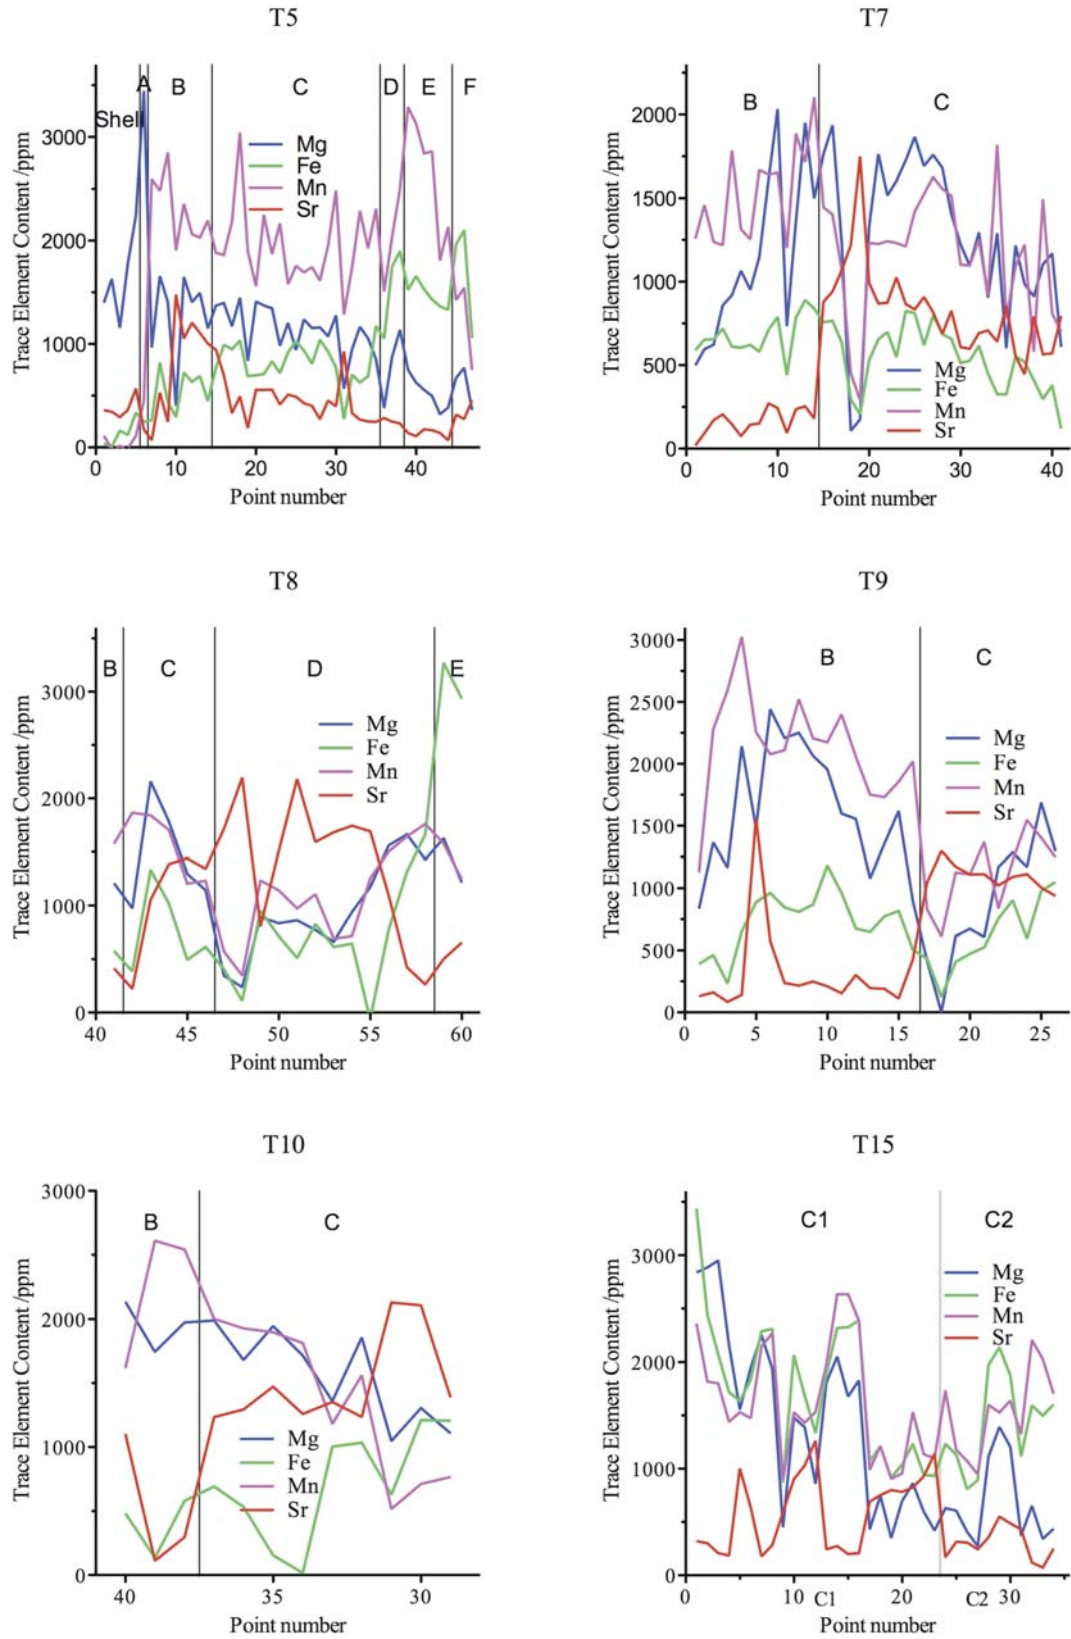 T5
Trace Element Content /ppm
3000
2000
1000
0
Shell
A
B
C
D
E
F
Mg
Fe
Mn
Sr
0 10 20 30 40
Point number
T7
Trace Element Content /ppm
2000
1500
1000
500
0
B
C
Mg
Fe
Mn
Sr
0 10 20 30 40
Point number
T8
Trace Element Content /ppm
3000
2000
1000
0
B
C
D
E
Mg
Fe
Mn
Sr
40 45 50 55 60
Point number
T9
Trace Element Content /ppm
3000
2500
2000
1500
1000
500
0
B
C
Mg
Fe
Mn
Sr
0 5 10 15 20 25
Point number
T10
Trace Element Content /ppm
3000
2000
1000
0
B
C
Mg
Fe
Mn
Sr
40 35 30
Point number
T15
Trace Element Content /ppm
3000
2000
1000
0
C1
C2
Mg
Fe
Mn
Sr
0 10 C1 20 C2 30
Point number